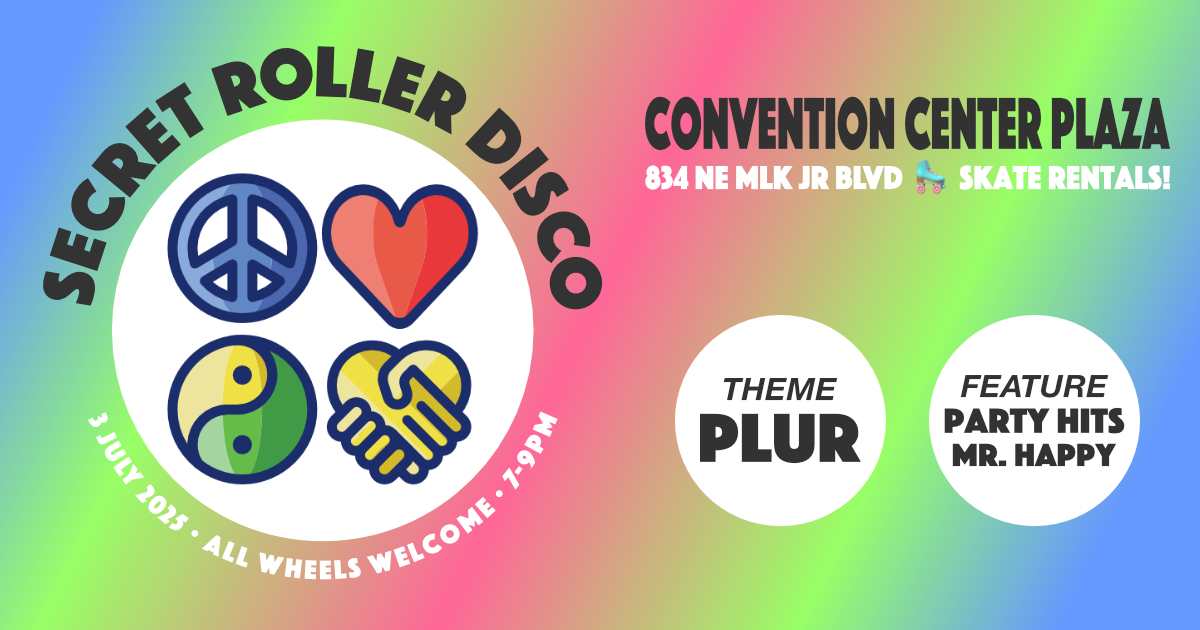 SECRET ROLLER DISCO
3 JULY 2025 • ALL WHEELS WELCOME • 7-9PM
CONVENTION CENTER PLAZA
834 NE MLK JR BLVD 🛼 SKATE RENTALS!
THEME
PLUR
FEATURE
PARTY HITS
MR. HAPPY